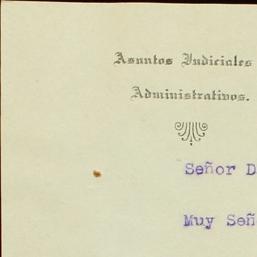 Asuntos Judiciales
Administrativos.
Señor D
Muy Señ